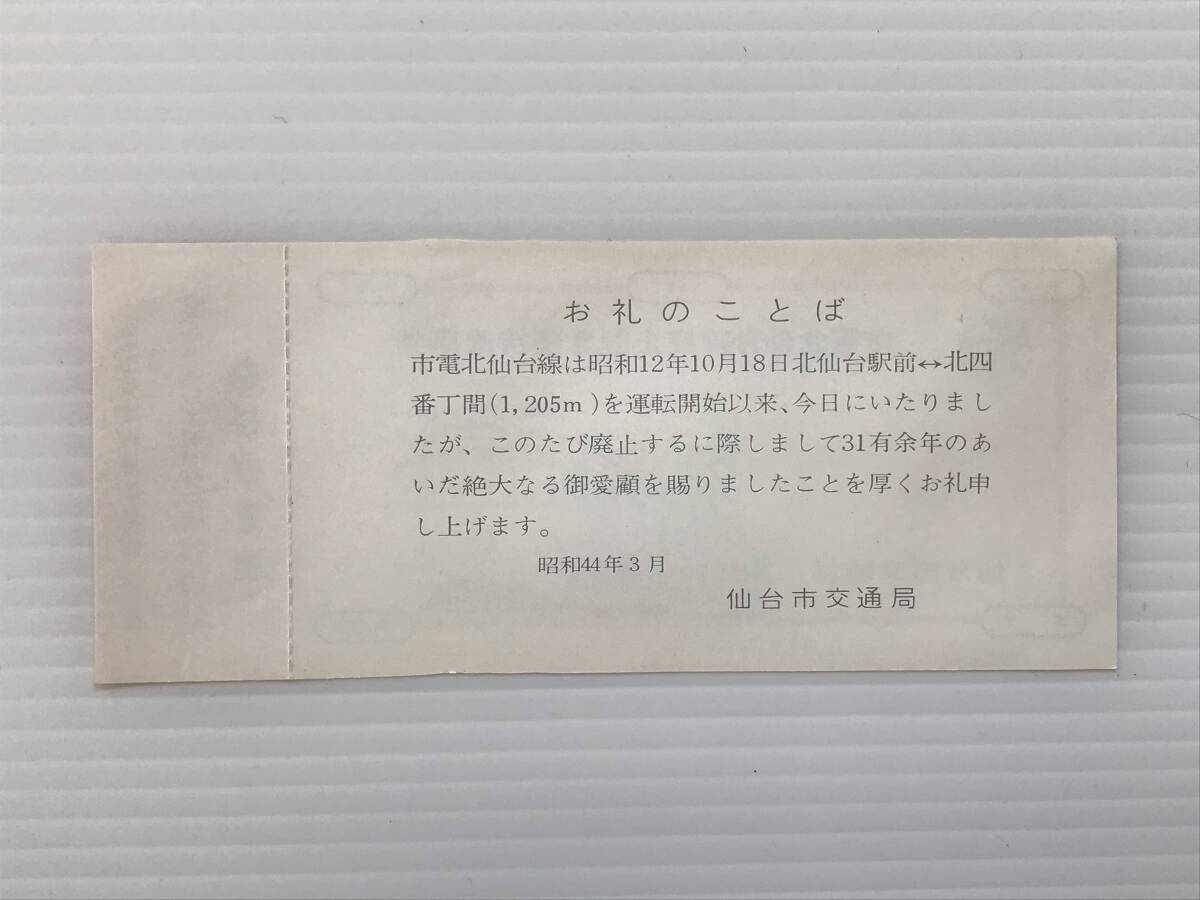 お礼のことば
市電北仙台線は昭和12年10月18日北仙台駅前↔北四
番丁間(1,205m)を運転開始以来、今日にいたりまし
たが、このたび廃止するに際しまして31有余年のあ
いだ絶大なる御愛顧を賜りましたことを厚くお礼申
し上げます。
昭和44年3月
仙台市交通局